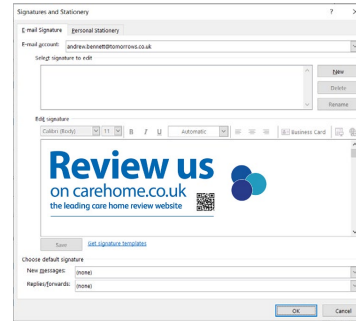 Signatures and Stationery
E-mail Signature Personal Stationery
E-mail account: andrew.bennett@tomorrows.co.uk
Select signature to edit
New
Delete
Rename
Edit signature
Calibri (Body) 11 B I U Automatic Business Card
Review us
on carehome.co.uk
the leading care home review website
Save Get signature templates
Choose default signature
New messages: (none)
Replies/forwards: (none)
OK Cancel